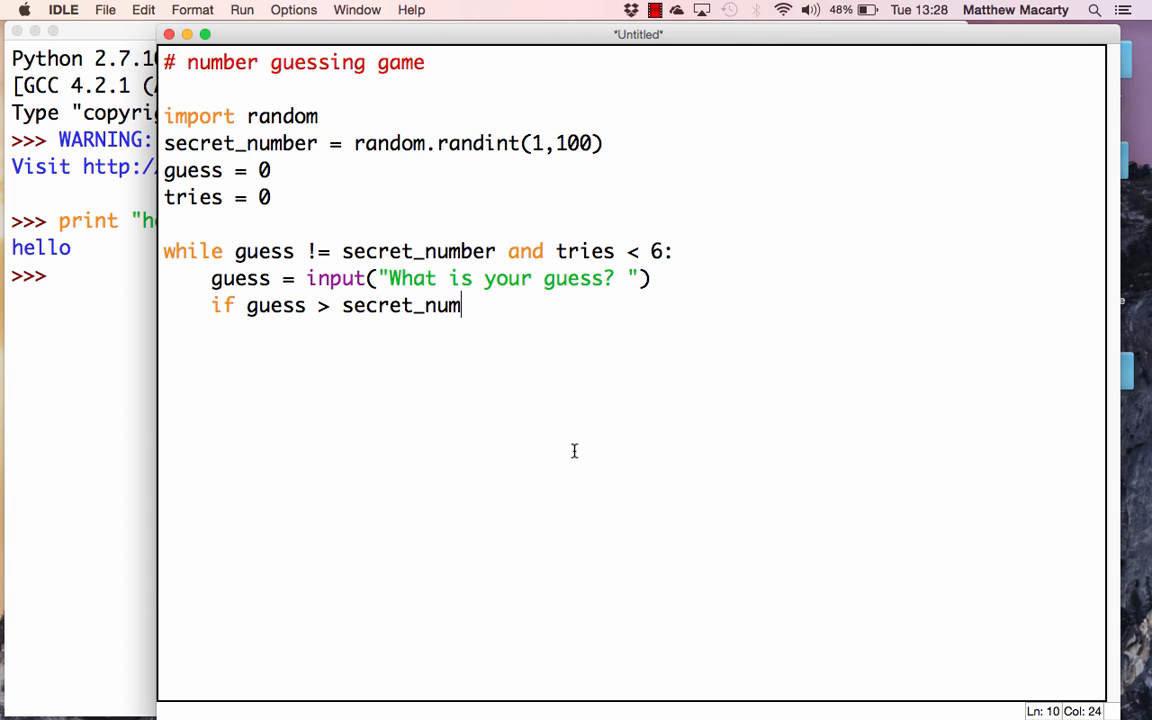 IDLE File Edit Format Run Options Window Help 48% Tue 13:28 Matthew Macarty
*Untitled*
Python 2.7.10
[GCC 4.2.1 (
Type "copyri
>>> WARNING:
Visit http:/
>>> print "h
hello
>>>
# number guessing game
import random
secret_number = random.randint(1,100)
guess = 0
tries = 0
while guess != secret_number and tries < 6:
guess = input("What is your guess? ")
if guess > secret_num
Ln: 10 Col: 24